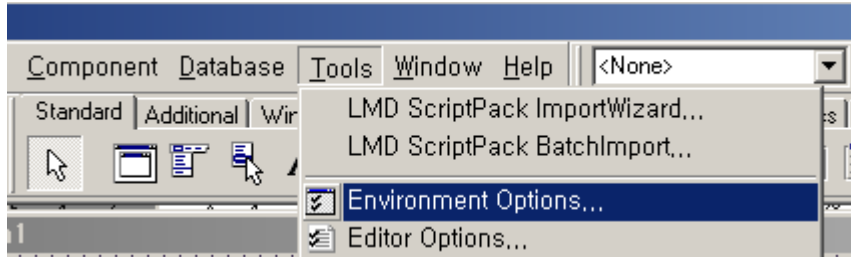 Component Database Tools Window Help <None>
Standard Additional
LMD ScriptPack ImportWizard...
LMD ScriptPack BatchImport...
Environment Options...
Editor Options...